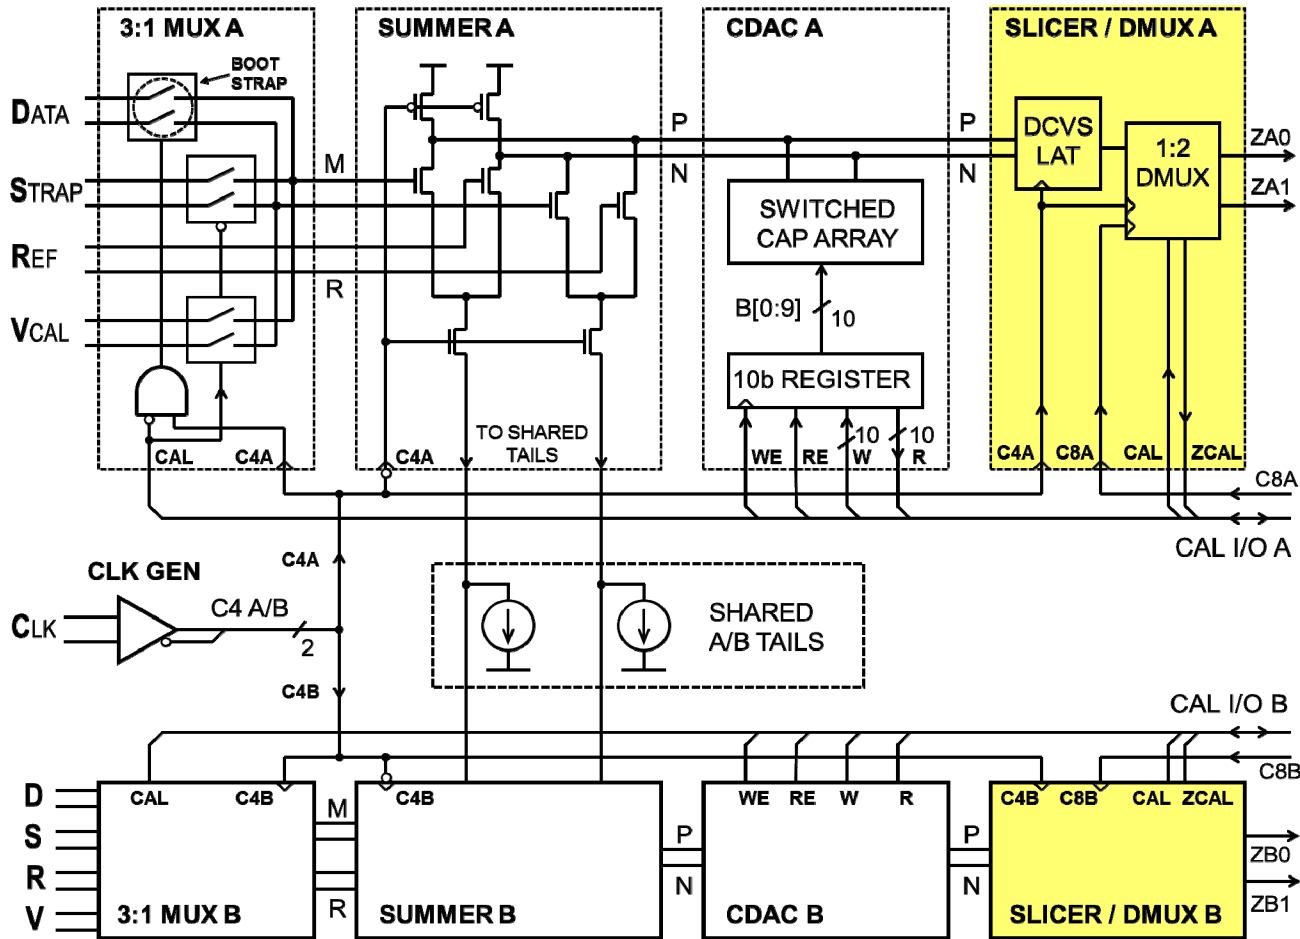 3:1 MUX A
SUMMER A
CDAC A
SLICER / DMUX A
BOOT
STRAP
DATA
STRAP
REF
VCAL
M
R
P
N
P
N
DCVS
LAT
1:2
DMUX
ZA0
ZA1
SWITCHED
CAP ARRAY
B[0:9]
10
10b REGISTER
TO SHARED
TAILS
10
10
CAL
C4A
C4A
WE
RE
W
R
C4A
C8A
CAL
ZCAL
C8A
CAL I/O A
CLK GEN
CLK
C4 A/B
2
C4A
C4B
SHARED
A/B TAILS
CAL I/O B
C8B
D
S
R
V
CAL
C4B
M
R
C4B
P
N
WE
RE
W
R
P
N
C4B
C8B
CAL
ZCAL
ZB0
ZB1
3:1 MUX B
SUMMER B
CDAC B
SLICER / DMUX B